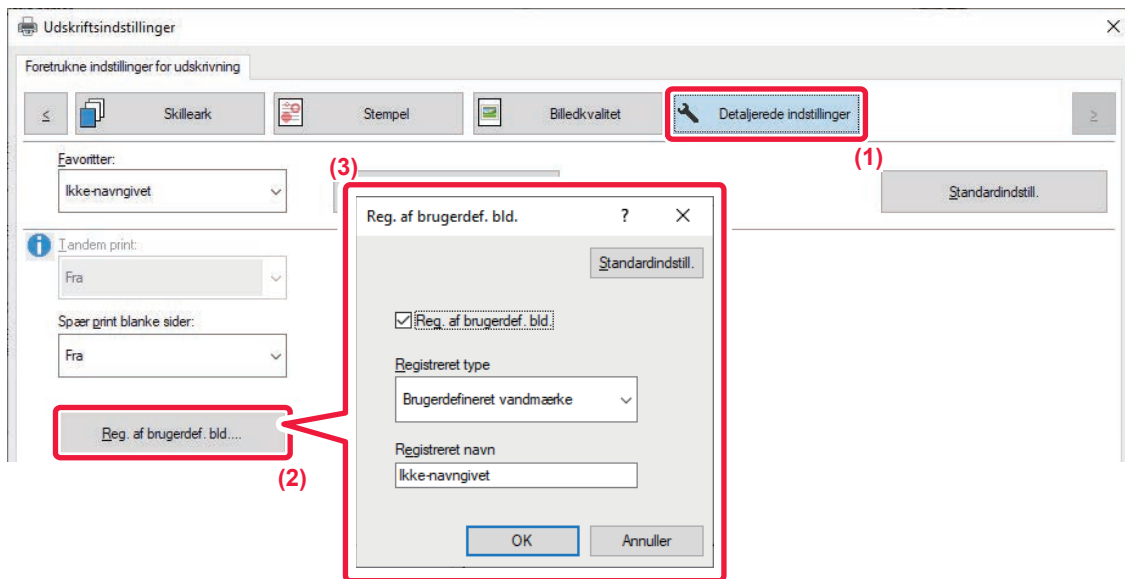 Udskriftsindstillinger
Foretrukne indstillinger for udskrivning
< Skilleark Stempel Billedkvalitet Detaljerede indstillinger >
(1)
Favoritter:
(3)
Ikke-navngivet
Standardindstill.
Reg. af brugerdef. bld. ?
Tandem print:
Standardindstill.
Fra
Spær print blanke sider:
Reg. af brugerdef. bld.
Fra
Registreret type
Brugerdefineret vandmærke
Reg. af brugerdef. bld....
(2)
Registreret navn
Ikke-navngivet
OK Annuller